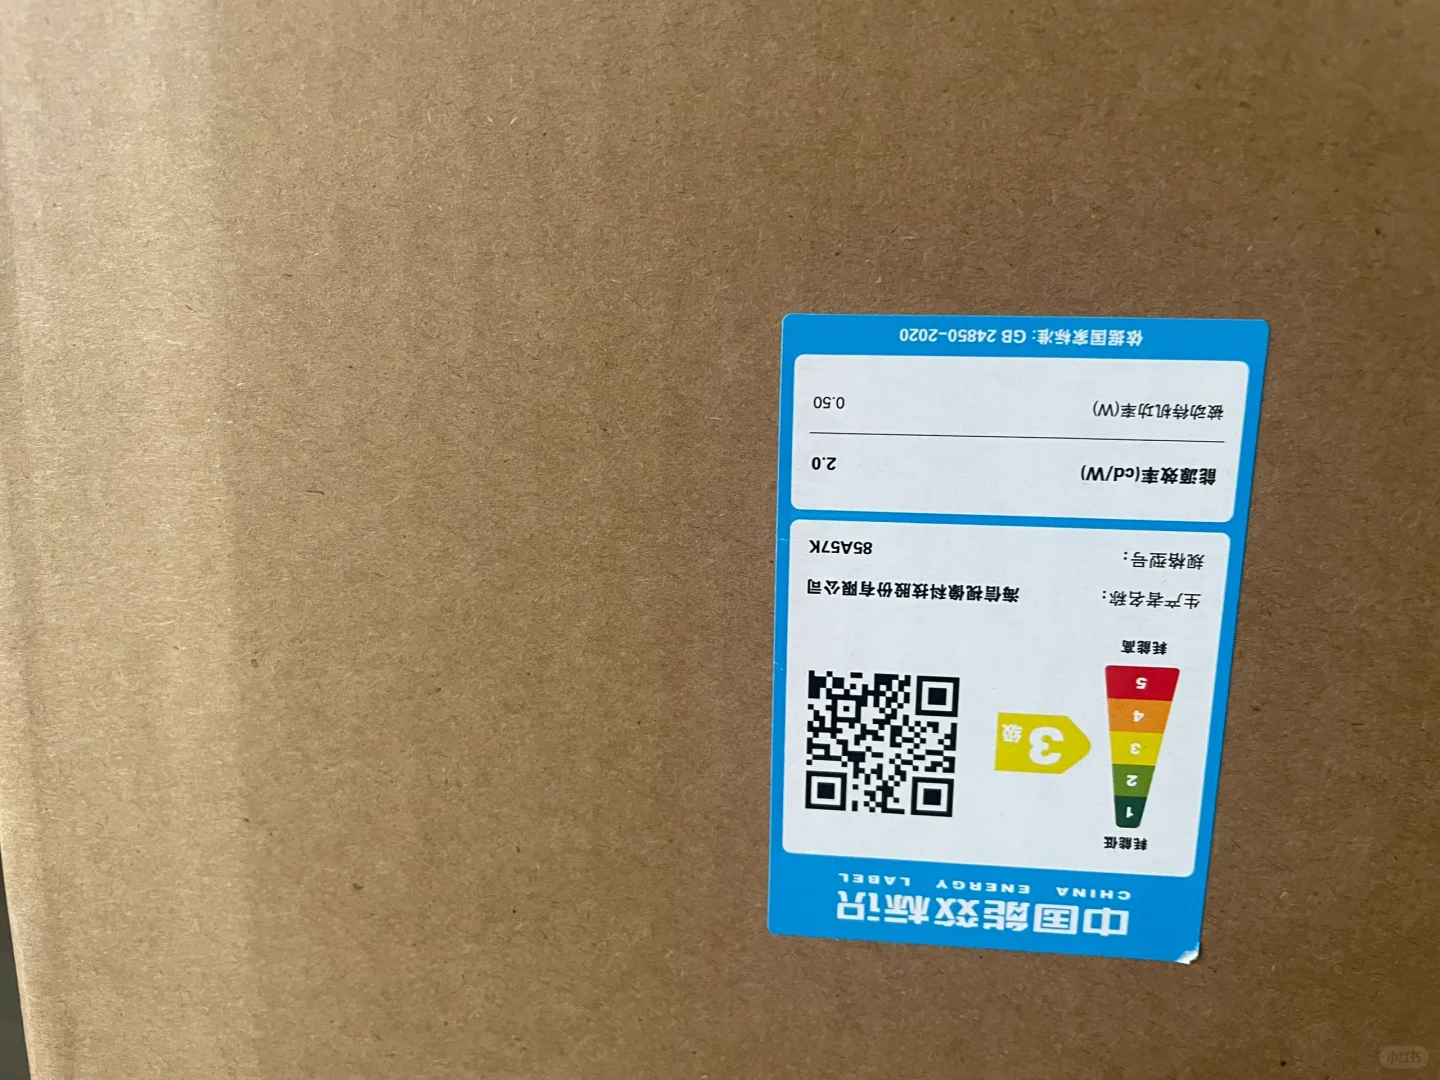 中国能效标识
CHINA ENERGY LABEL
耗能低
1
2
3
4
5
耗能高
3级
生产者名称： 海信视像科技股份有限公司
规格型号： 85A57K
能源效率(cd/W) 2.0
被动待机功率(W) 0.50
依据国家标准：GB 24850-2020
小红书